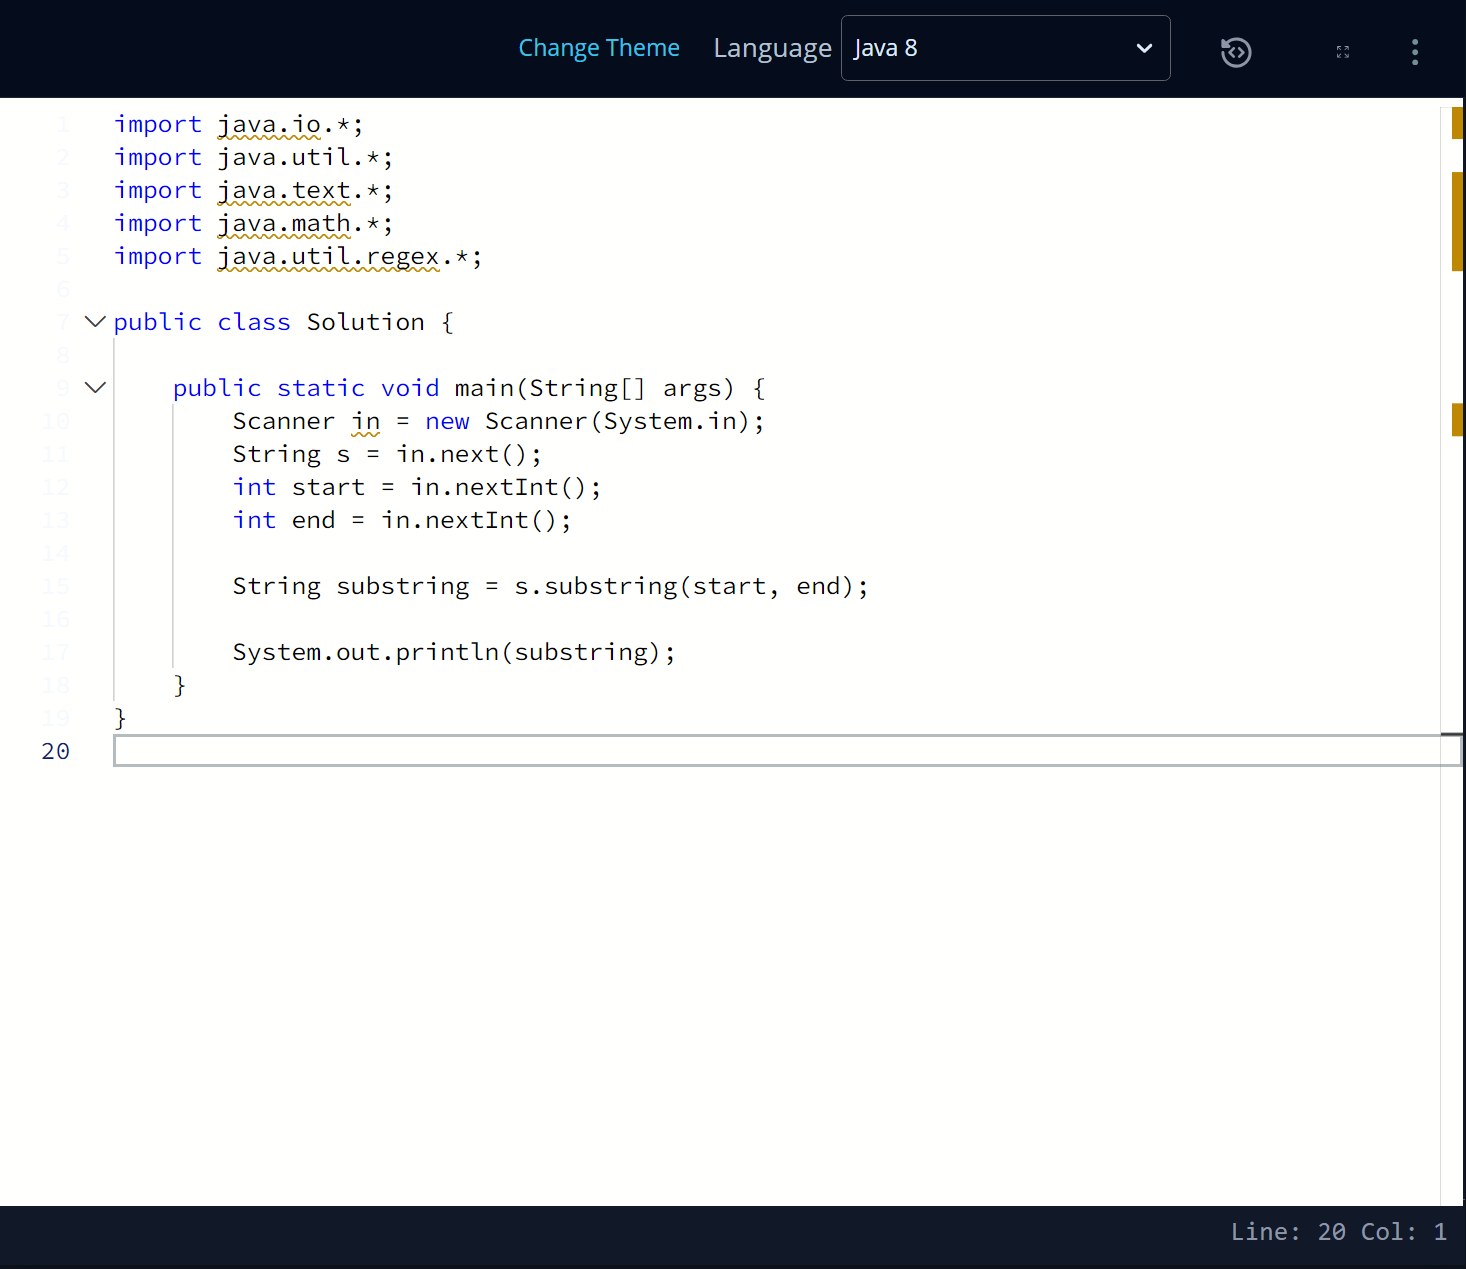 Change Theme Language Java 8
1 import java.io.*;
2 import java.util.*;
3 import java.text.*;
4 import java.math.*;
5 import java.util.regex.*;
6
7 public class Solution {
8
9 public static void main(String[] args) {
10 Scanner in = new Scanner(System.in);
11 String s = in.next();
12 int start = in.nextInt();
13 int end = in.nextInt();
14
15 String substring = s.substring(start, end);
16
17 System.out.println(substring);
18 }
19 }
20
Line: 20 Col: 1